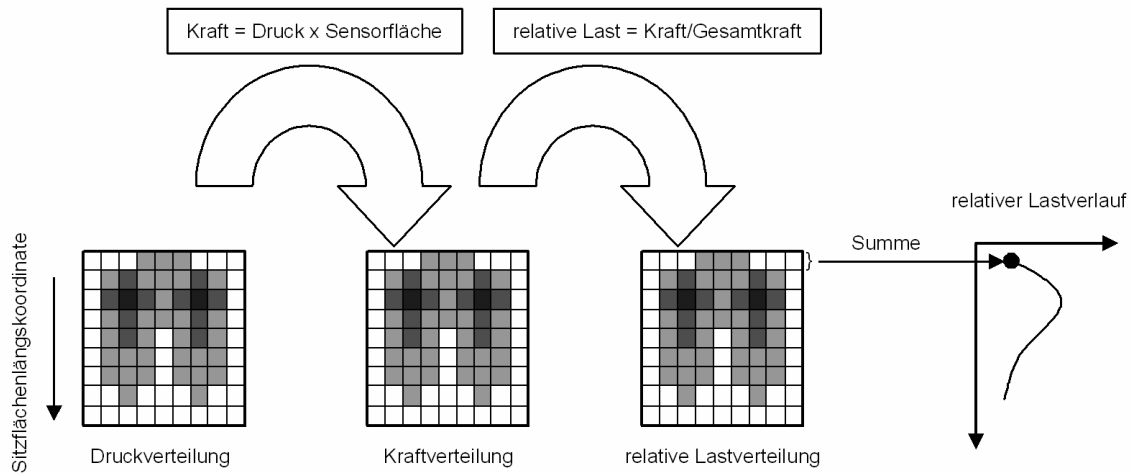 Kraft = Druck x Sensorfläche
relative Last = Kraft/Gesamtkraft
relativer Lastverlauf
Summe
}
Sitzflächenlängskoordinate
Druckverteilung
Kraftverteilung
relative Lastverteilung